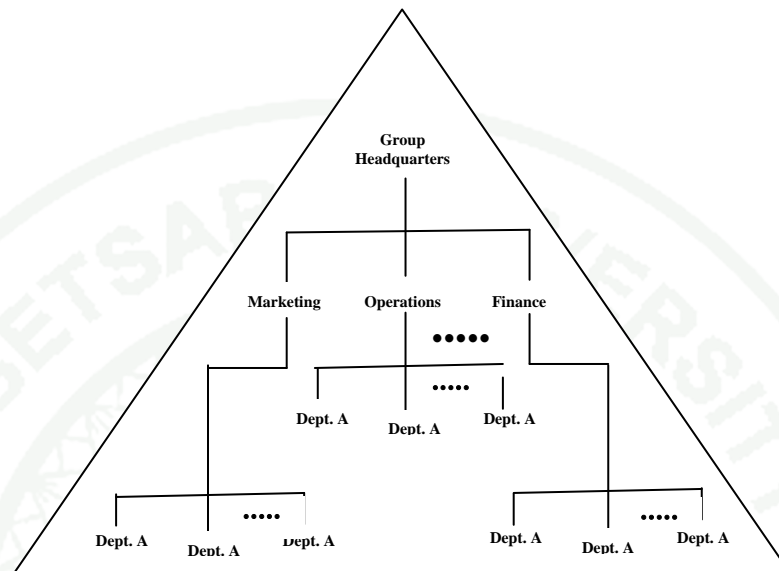 Group
Headquarters
Marketing Operations Finance
Dept. A Dept. A Dept. A
Dept. A Dept. A Dept. A
Dept. A Dept. A Dept. A